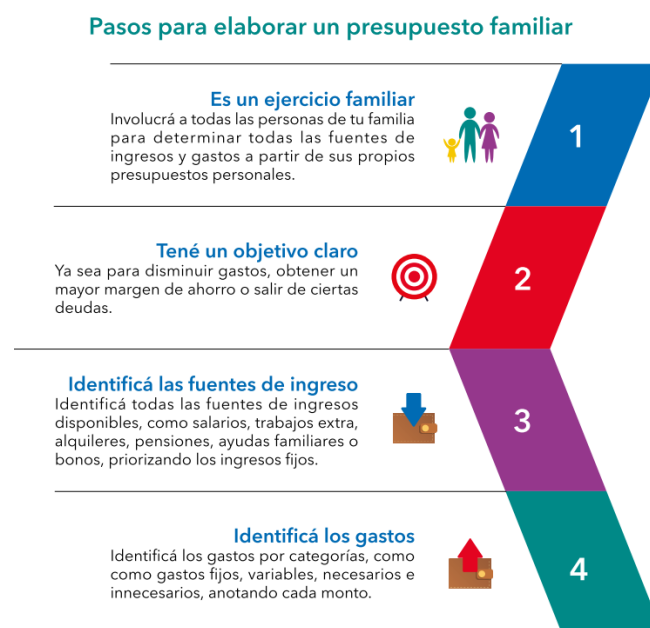 Pasos para elaborar un presupuesto familiar
Es un ejercicio familiar
Involucrá a todas las personas de tu familia
para determinar todas las fuentes de
ingresos y gastos a partir de sus propios
presupuestos personales.
1
Tené un objetivo claro
Ya sea para disminuir gastos, obtener un
mayor margen de ahorro o salir de ciertas
deudas.
2
Identificá las fuentes de ingreso
Identificá todas las fuentes de ingresos
disponibles, como salarios, trabajos extra,
alquileres, pensiones, ayudas familiares o
bonos, priorizando los ingresos fijos.
3
Identificá los gastos
Identificá los gastos por categorías, como
como gastos fijos, variables, necesarios e
innecesarios, anotando cada monto.
4